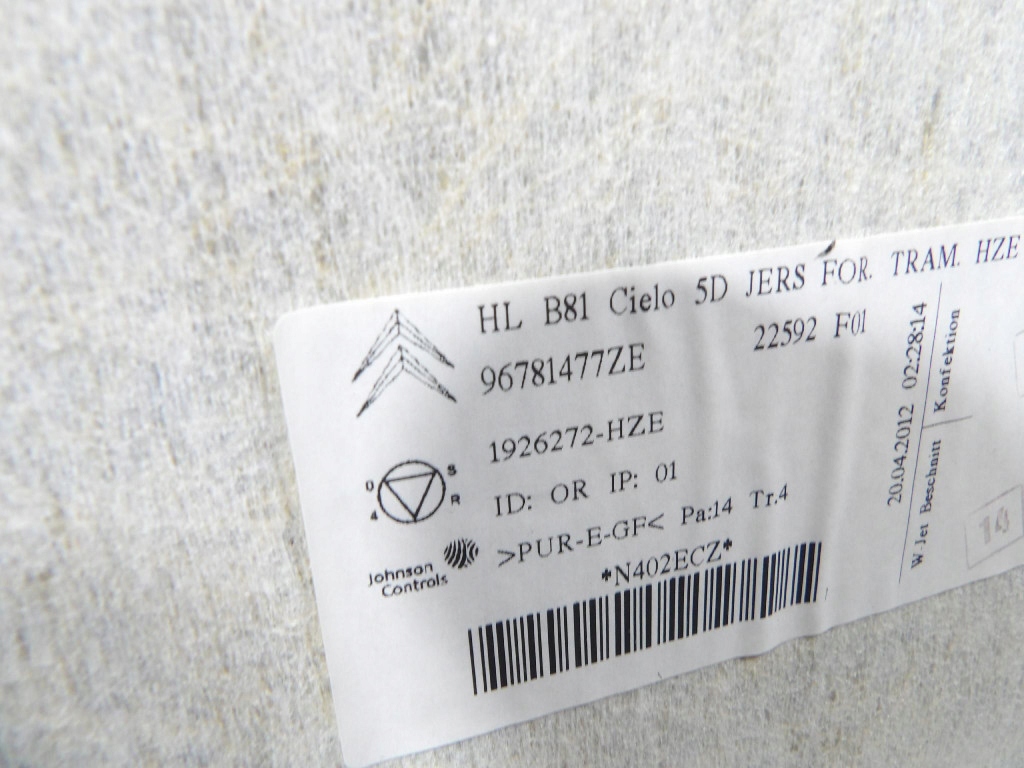 HL B81 Cielo 5D JERS FOR. TRAM. HZE
96781477ZE 22592 F01
1926272-HZE
ID: OR IP: 01
>PUR-E-GF< Pa:14 Tr.4
*N402ECZ*
Johnson
Controls
D S
4 R
20.04.2012 02:28:14
W.Jet Beschnitt Konfektion